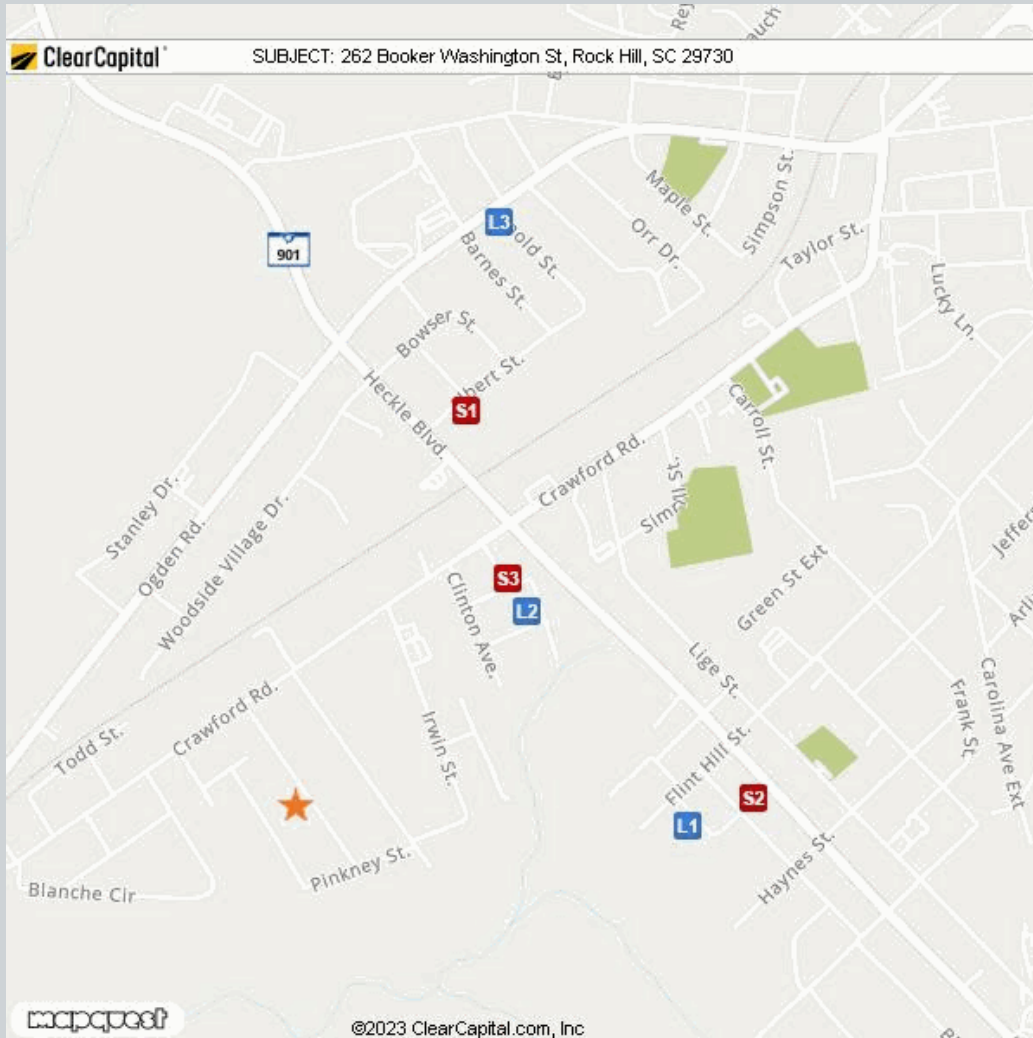 ClearCapital
SUBJECT: 262 Booker Washington St, Rock Hill, SC 29730
Maple St.
Simpson St.
L3
Orr Dr.
Taylor St.
901
Barnes St.
Lucky Ln.
Bowser St.
Heckle Blvd.
S1
Carroll St.
Crawford Rd.
Stanley Dr.
Ogden Rd.
Woodside Village Dr.
S3
Clinton Ave.
L2
Green St Ext
Lige St.
Carolina Ave Ext
Frank St.
Crawford Rd.
Irwin St.
Todd St.
Flint Hill St.
S2
L1
Pinkney St.
Haynes St.
Blanche Cir
mapquest
©2023 ClearCapital.com, Inc